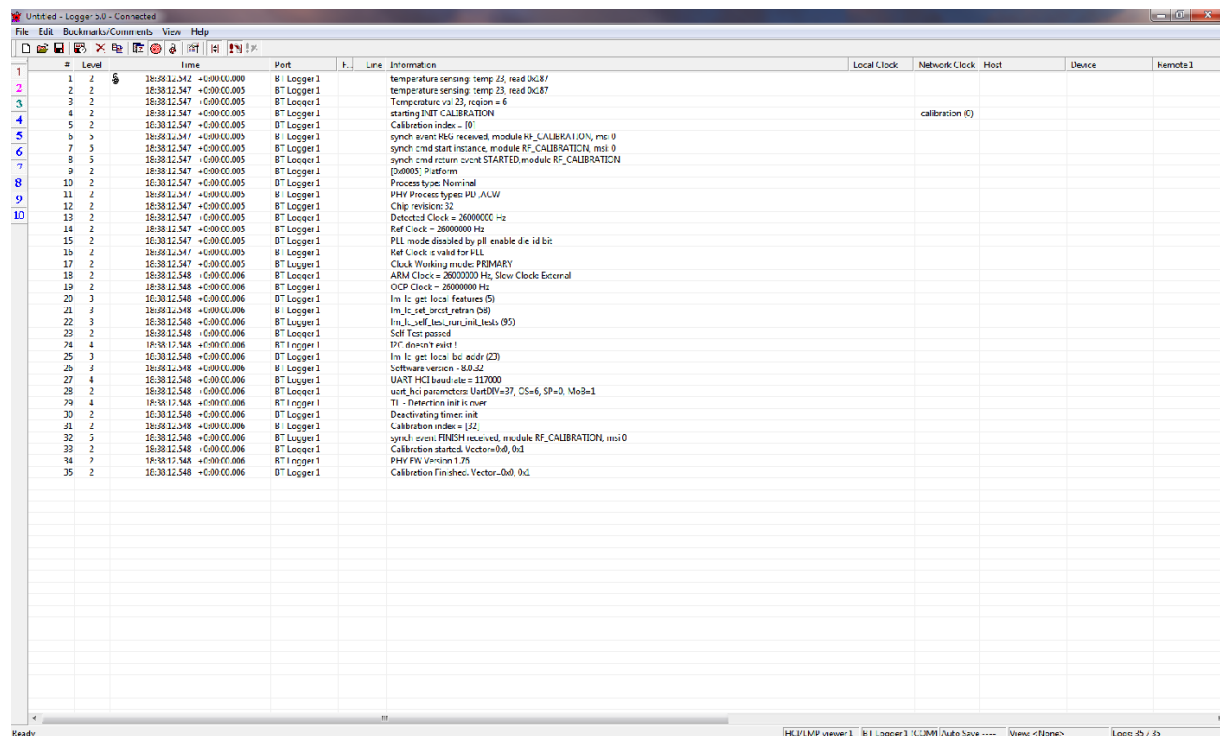 Untitled - Logger 5.0 - Connected
File Edit Bookmarks/Comments View Help
# Level Time Port F.. Line Information Local Clock Network Clock Host Device Remote 1
1 2 18:38:12.542 +0:00:00.000 BT Logger 1 temperature sensing: temp 23, read 0x187
2 2 18:38:12.547 +0:00:00.005 BT Logger 1 temperature sensing: temp 23, read 0x187
3 2 18:38:12.547 +0:00:00.005 BT Logger 1 Temperature val 23, region = 6
4 2 18:38:12.547 +0:00:00.005 BT Logger 1 starting INIT CALIBRATION calibration (0)
5 2 18:38:12.547 +0:00:00.005 BT Logger 1 Calibration index = [0]
6 5 18:38:12.547 +0:00:00.005 BT Logger 1 synch event REG received, module RF_CALIBRATION, msi 0
7 5 18:38:12.547 +0:00:00.005 BT Logger 1 synch cmd start instance, module RF_CALIBRATION, msi: 0
8 5 18:38:12.547 +0:00:00.005 BT Logger 1 synch cmd return event STARTED,module RF_CALIBRATION
9 2 18:38:12.547 +0:00:00.005 BT Logger 1 [0x0005] Platform
10 2 18:38:12.547 +0:00:00.005 BT Logger 1 Process type: Nominal
11 2 18:38:12.547 +0:00:00.005 BT Logger 1 PHY Process types:
12 2 18:38:12.547 +0:00:00.005 BT Logger 1 Chip revision: 32
13 2 18:38:12.547 +0:00:00.005 BT Logger 1 Detected Clock = 26000000 Hz
14 2 18:38:12.547 +0:00:00.005 BT Logger 1 Ref Clock = 26000000 Hz
15 2 18:38:12.547 +0:00:00.005 BT Logger 1 PLL mode disabled by pll enable die id bit
16 2 18:38:12.547 +0:00:00.005 BT Logger 1 Ref Clock is valid for PLL
17 2 18:38:12.547 +0:00:00.005 BT Logger 1 Clock Working mode: PRIMARY
18 2 18:38:12.548 +0:00:00.006 BT Logger 1 ARM Clock = 26000000 Hz, Slow Clock: External
19 2 18:38:12.548 +0:00:00.006 BT Logger 1 OCP Clock = 26000000 Hz
20 3 18:38:12.548 +0:00:00.006 BT Logger 1 lm_lc_get_local_features (5)
21 3 18:38:12.548 +0:00:00.006 BT Logger 1 lm_lc_set_brcst_retran (58)
22 3 18:38:12.548 +0:00:00.006 BT Logger 1 lm_lc_self_test_run_init_tests (95)
23 2 18:38:12.548 +0:00:00.006 BT Logger 1 Self Test passed
24 4 18:38:12.548 +0:00:00.006 BT Logger 1 I2C doesn't exist !
25 3 18:38:12.548 +0:00:00.006 BT Logger 1 lm_lc_get_local_bd_addr (23)
26 3 18:38:12.548 +0:00:00.006 BT Logger 1 Software version - 8.0.32
27 4 18:38:12.548 +0:00:00.006 BT Logger 1 UART HCI baudrate = 117000
28 2 18:38:12.548 +0:00:00.006 BT Logger 1 uart_hci parameters: UartDIV=37, OS=6, SP=0, MoB=1
29 4 18:38:12.548 +0:00:00.006 BT Logger 1 TL - Detection init is over
30 2 18:38:12.548 +0:00:00.006 BT Logger 1 Deactivating timer: init
31 2 18:38:12.548 +0:00:00.006 BT Logger 1 Calibration index = [32]
32 5 18:38:12.548 +0:00:00.006 BT Logger 1 synch event FINISH received, module RF_CALIBRATION, msi 0
33 2 18:38:12.548 +0:00:00.006 BT Logger 1 Calibration started. Vector=0x0, 0x1
34 2 18:38:12.548 +0:00:00.006 BT Logger 1 PHY FW Version 1.76
35 2 18:38:12.548 +0:00:00.006 BT Logger 1 Calibration Finished. Vector=0x0, 0x1
1
2
3
4
5
6
7
8
9
10
Ready HCI/LMP viewer 1 BT Logger 1 (COM4 Auto Save ---- View: <None> Logs: 35 / 35